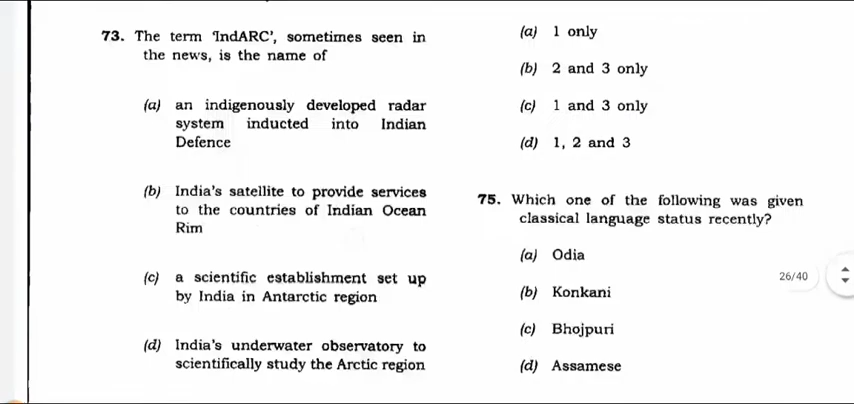 73. The term 'IndARC', sometimes seen in
the news, is the name of
(a) an indigenously developed radar
system inducted into Indian
Defence
(b) India's satellite to provide services
to the countries of Indian Ocean
Rim
(c) a scientific establishment set up
by India in Antarctic region
(d) India's underwater observatory to
scientifically study the Arctic region
(a) 1 only
(b) 2 and 3 only
(c) 1 and 3 only
(d) 1, 2 and 3
75. Which one of the following was given
classical language status recently?
(a) Odia
(b) Konkani
(c) Bhojpuri
(d) Assamese
26/40